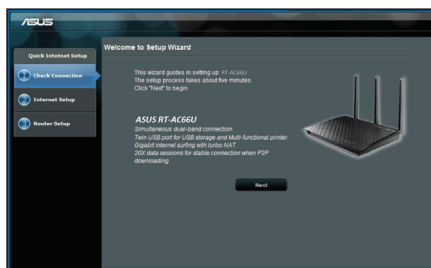 ASUS
Quick Internet Setup
Check Connection
Internet Setup
Router Setup
Welcome to Setup Wizard
This wizard guides in setting up RT-AC66U
The setup process takes about five minutes.
Click "Next" to begin.
ASUS RT-AC66U
Simultaneous dual-band connection.
Twin USB port for USB storage and Multi-functional printer.
Gigabit internet surfing with turbo NAT.
20X data sessions for stable connection when P2P
downloading
Next